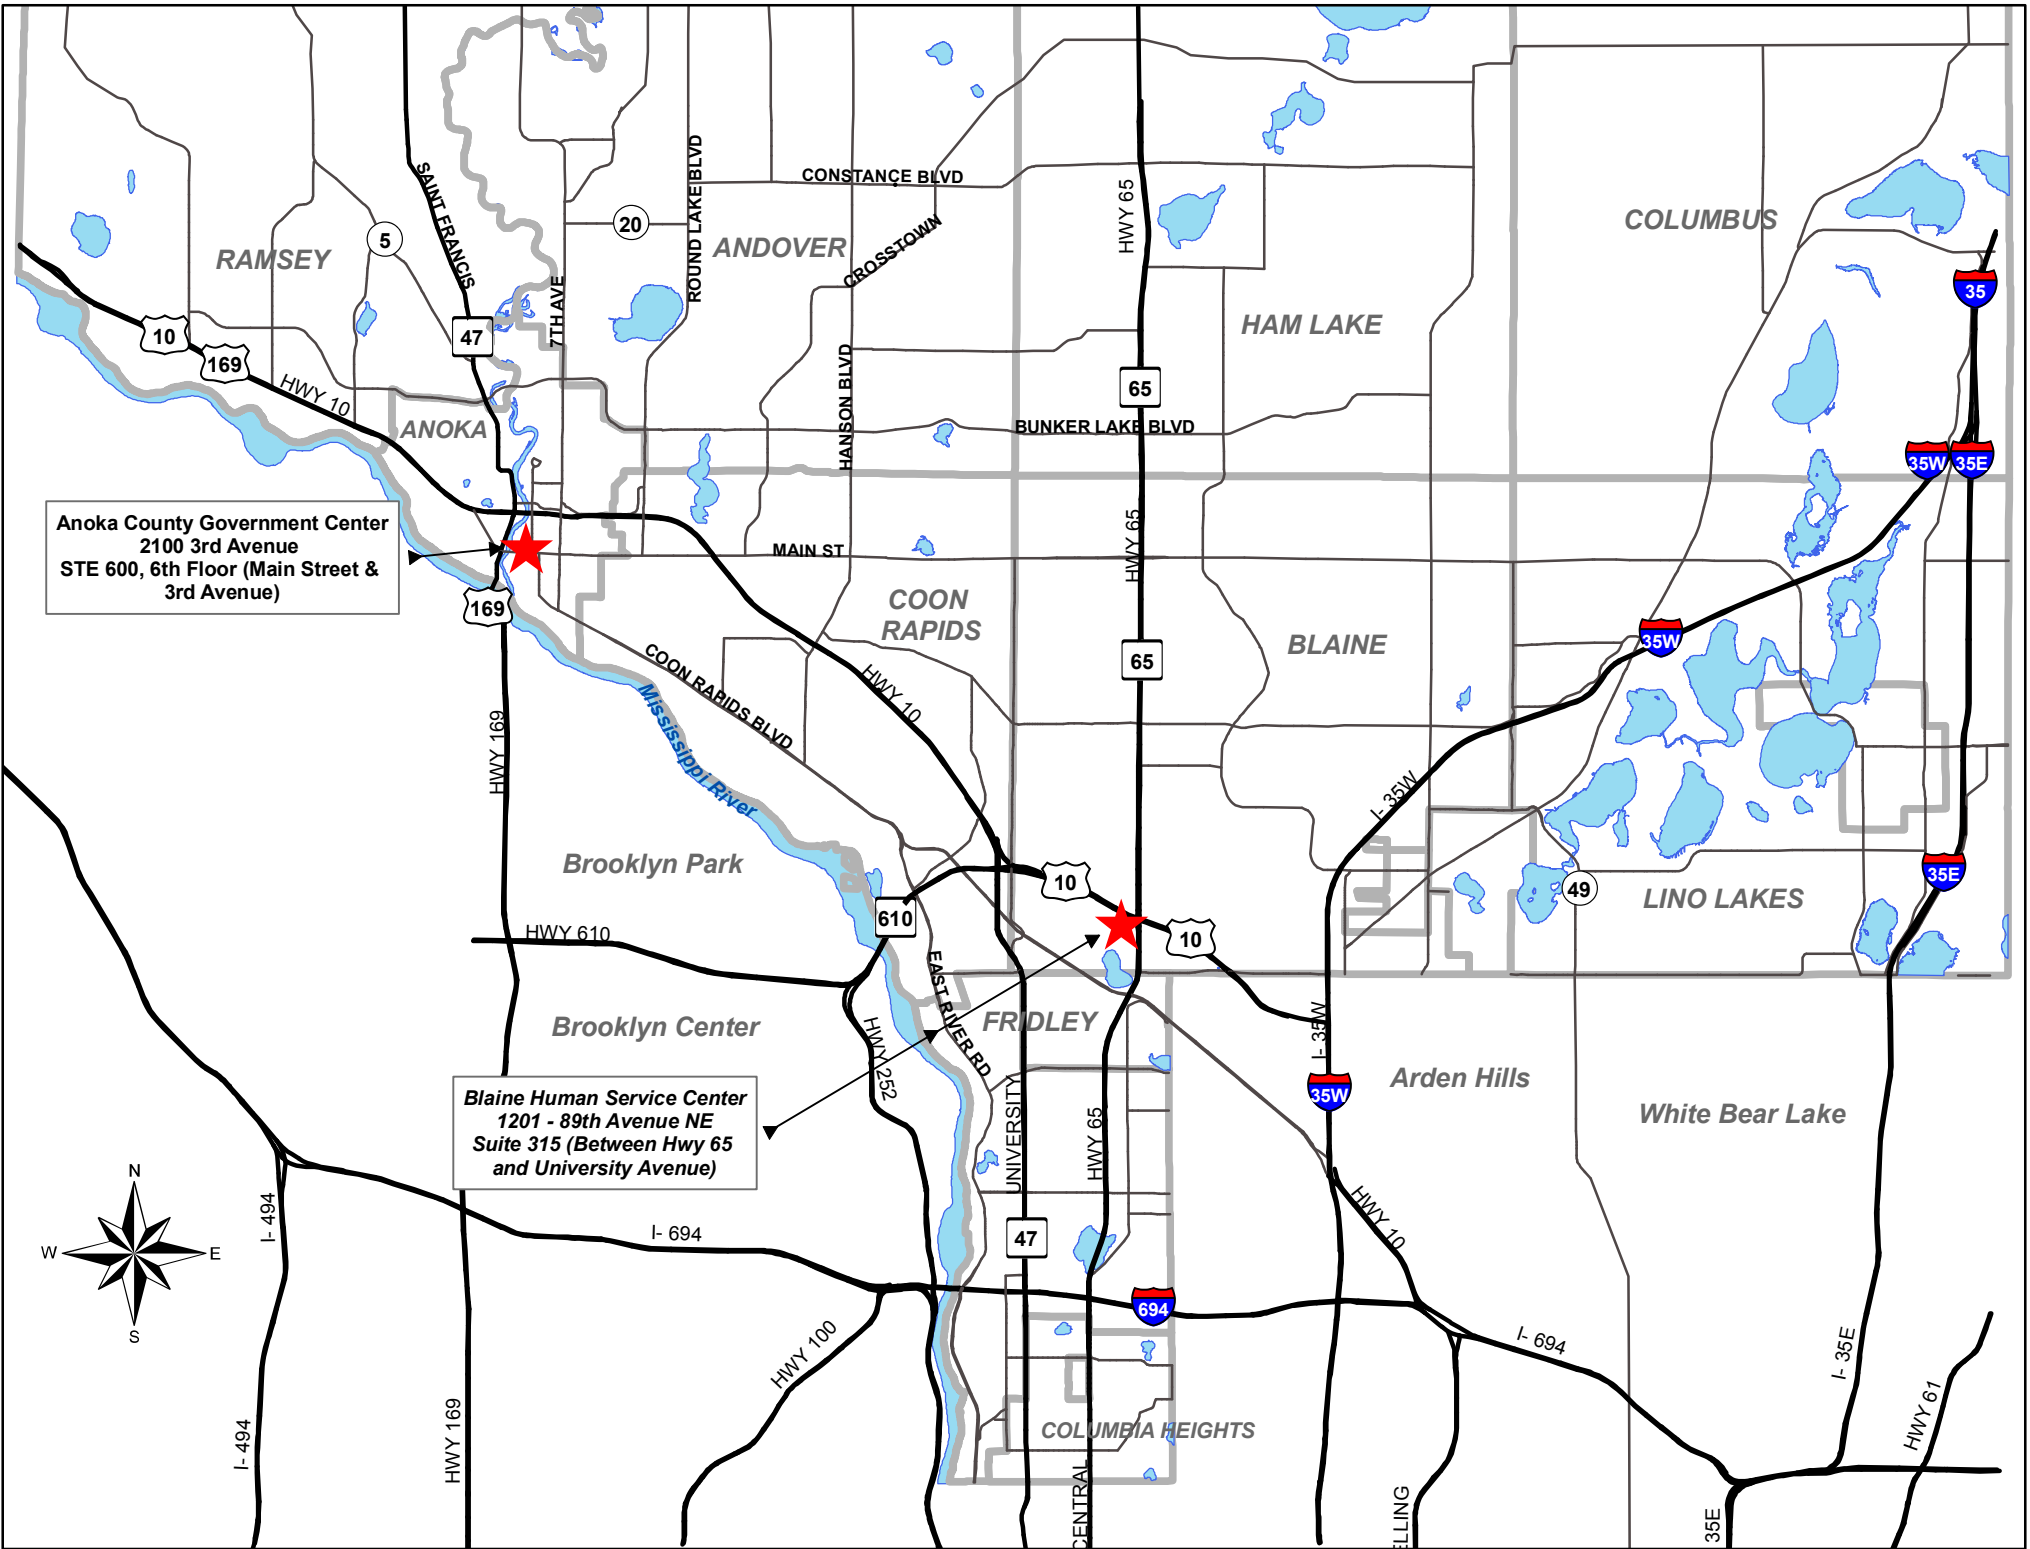 CONSTANCE BLVD
HWY 65
SAINT FRANCIS
ROUND LAKE BLVD
20
5
COLUMBUS
RAMSEY
ANDOVER
CROSSTOWN
7TH AVE
35
10
47
169
HAM LAKE
HWY 10
65
HANSON BLVD
ANOKA
BUNKER LAKE BLVD
35W
35E
Anoka County Government Center
2100 3rd Avenue
STE 600, 6th Floor (Main Street &
3rd Avenue)
MAIN ST
HWY 65
169
COON
RAPIDS
BLAINE
35W
65
COON RAPIDS BLVD
HWY 10
Mississippi River
HWY 169
I- 35W
Brooklyn Park
10
35E
49
LINO LAKES
610
10
HWY 610
EAST RIVER RD
FRIDLEY
Brooklyn Center
I- 35W
HWY 252
Arden Hills
35W
White Bear Lake
Blaine Human Service Center
1201 - 89th Avenue NE
Suite 315 (Between Hwy 65
and University Avenue)
UNIVERSITY
HWY 65
N
W
E
S
I- 494
I- 694
47
HWY 10
694
HWY 100
I- 694
I- 35E
HWY 61
I- 494
HWY 169
COLUMBIA HEIGHTS
CENTRAL
ELLING
35E